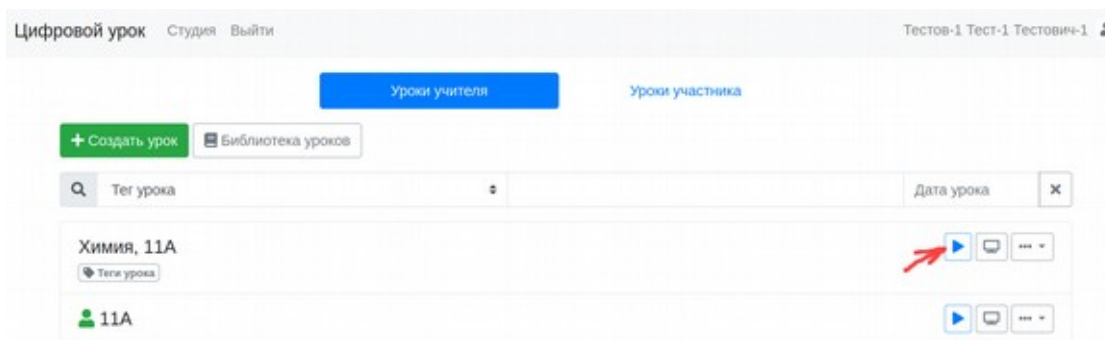 Цифровой урок Студия Выйти Тестов-1 Тест-1 Тестович-1
Уроки учителя Уроки участника
Создать урок Библиотека уроков
Тег урока Дата урока
Химия, 11А
Теги урока
11А